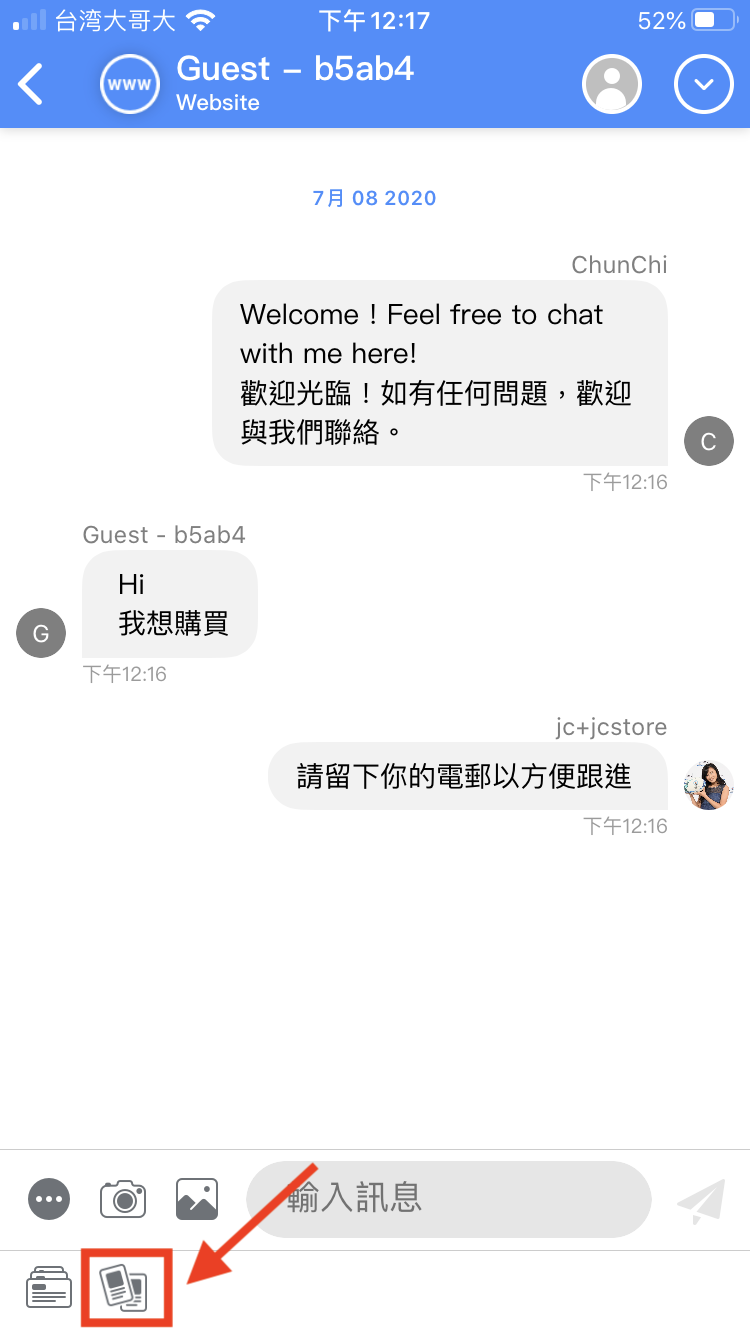 台湾大哥大
下午12:17
52%
www
Guest – b5ab4
Website
7月 08 2020
ChunChi
Welcome！Feel free to chat
with me here!
歡迎光臨！如有任何問題，歡迎
與我們聯絡。
C
下午12:16
Guest - b5ab4
Hi
我想購買
G
下午12:16
jc+jcstore
請留下你的電郵以方便跟進
下午12:16
輸入訊息